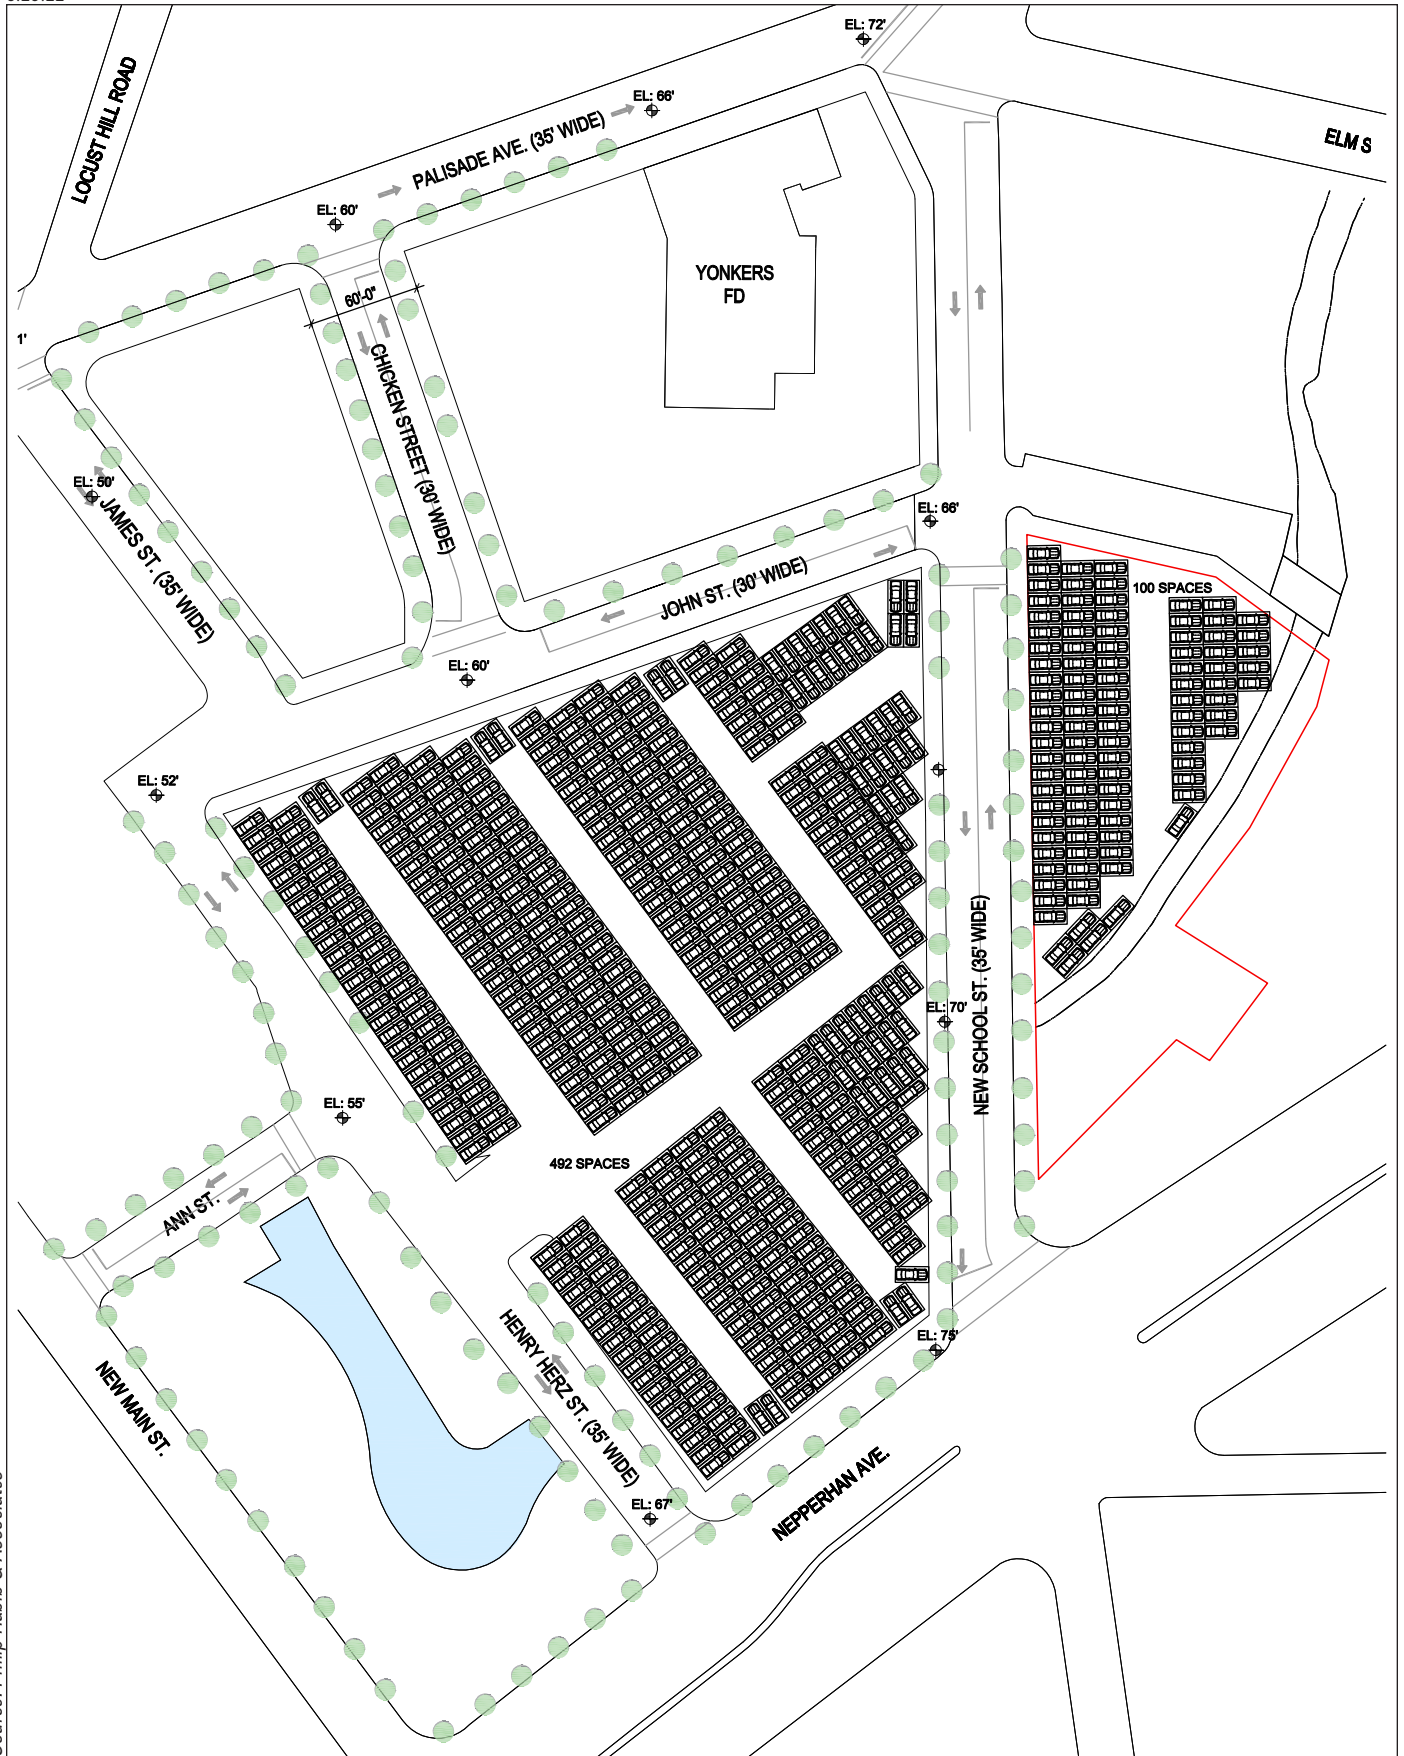 EL: 72'
LOCUST HILL ROAD
EL: 66'
PALISADE AVE. (35' WIDE)
ELM S
EL: 60'
YONKERS
FD
60'-0"
1'
CHICKEN STREET (30' WIDE)
EL: 50'
JAMES ST. (35' WIDE)
EL: 66'
JOHN ST. (30' WIDE)
100 SPACES
EL: 60'
EL: 52'
NEW SCHOOL ST. (35' WIDE)
EL: 70'
EL: 55'
492 SPACES
ANN ST.
HENRY HERZ ST. (35' WIDE)
EL: 75'
NEW MAIN ST.
NEPPERHAN AVE.
EL: 67'